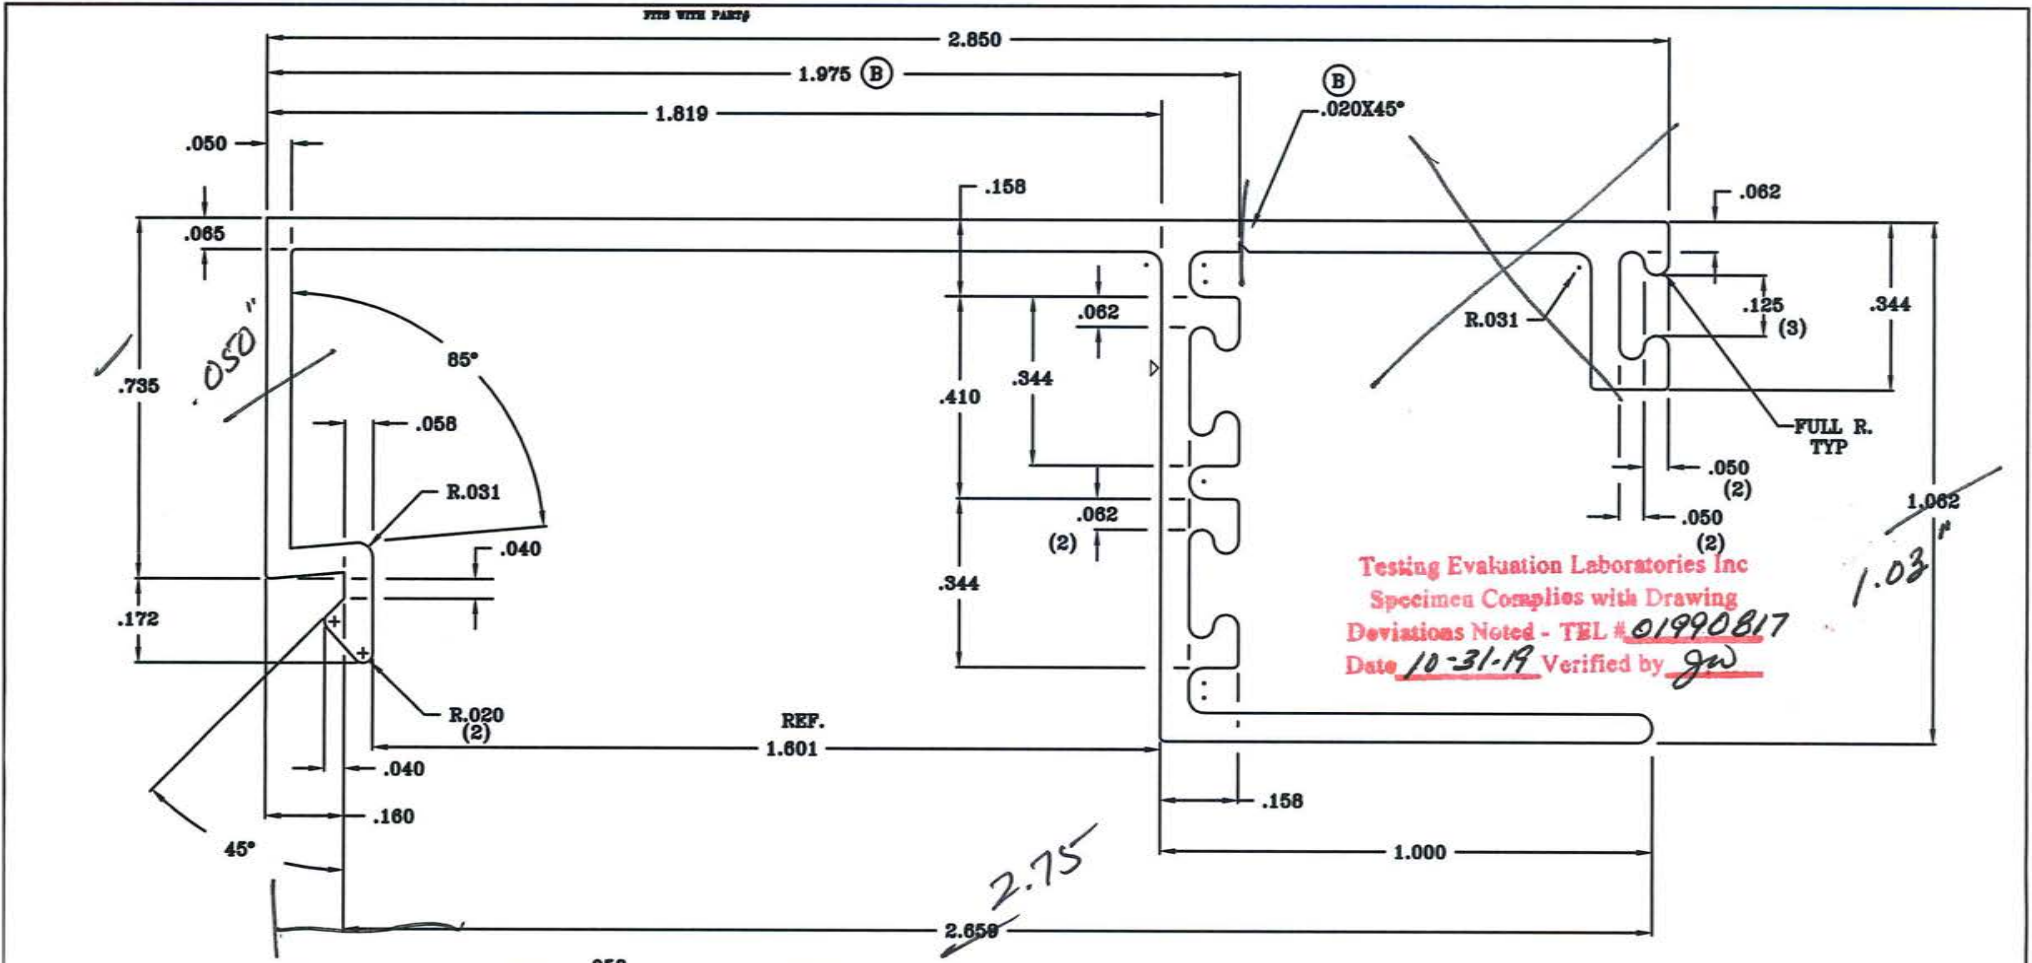 FITS WITH PART#
2.850
1.975 B
B
.020X45°
1.819
.050
.158
.062
.065
.050"
.062
R.031
.125
(3)
.344
.735
85°
.344
.410
.058
FULL R.
TYP
.050
(2)
R.031
1.062
.062
(2)
.050
(2)
.040
1.03"
Testing Evaluation Laboratories Inc
.344
Specimen Complies with Drawing
.172
Deviations Noted - TEL # 01990817
Date 10-31-19 Verified by JW
R.020
(2)
REF.
1.601
.040
.158
.160
45°
1.000
2.75
2.659